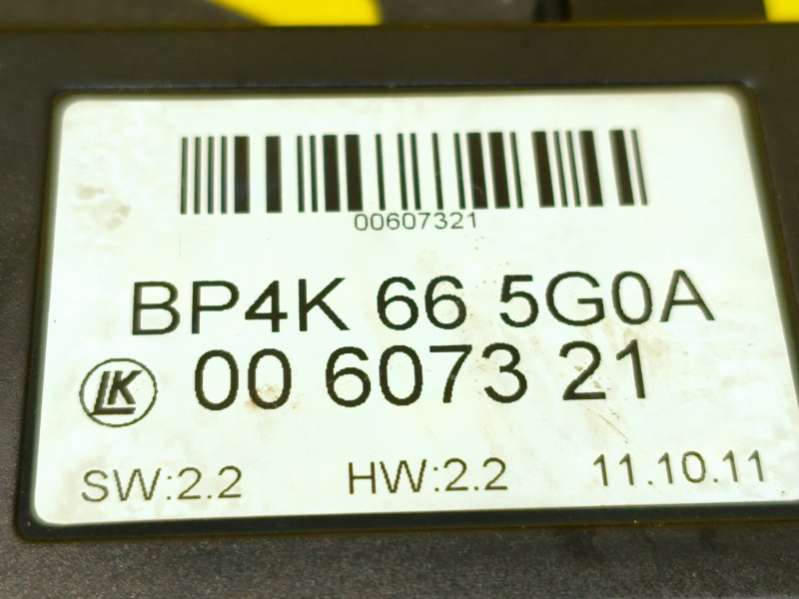 00607321
BP4K 66 5G0A
LK 00 6073 21
SW:2.2 HW:2.2 11.10.11